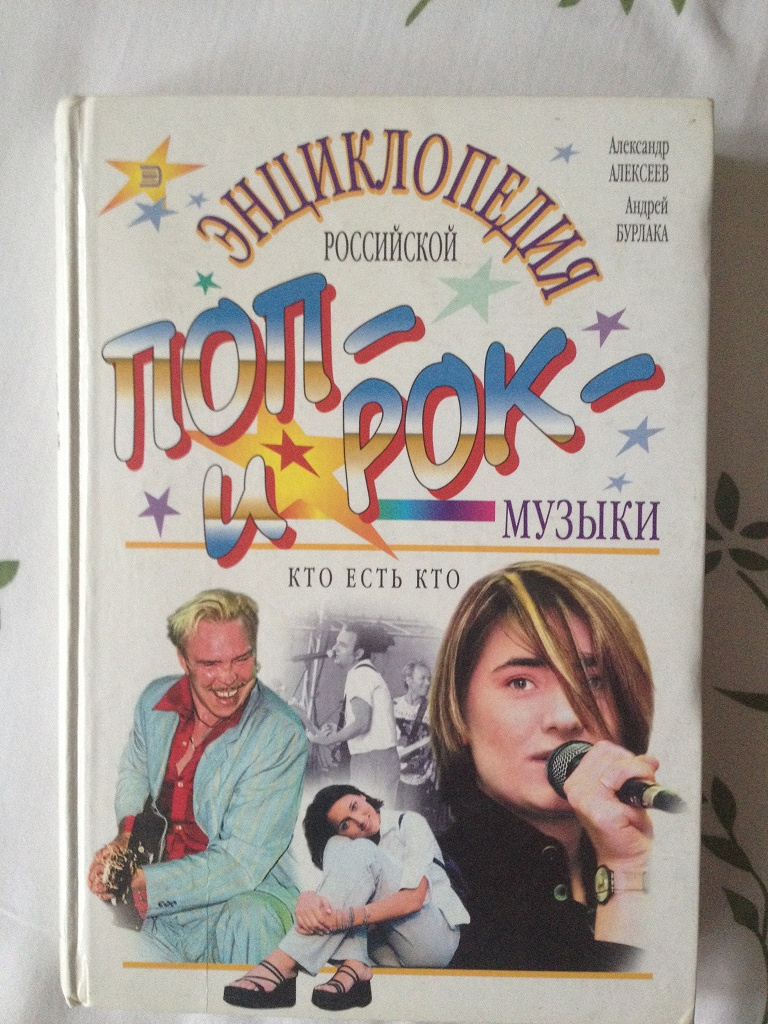 Александр
АЛЕКСЕЕВ
Андрей
БУРЛАКА
Э
ЭНЦИКЛОПЕДИЯ
РОССИЙСКОЙ
ПОП-
И РОК-
МУЗЫКИ
КТО ЕСТЬ КТО